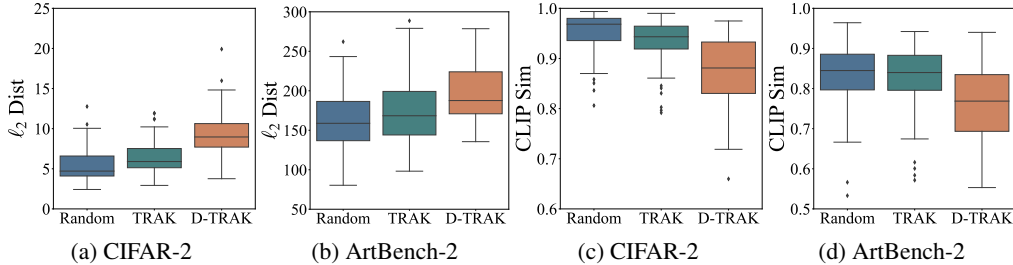 25
20
15
10
5
0
ℓ₂ Dist
Random TRAK D-TRAK
(a) CIFAR-2
300
250
200
150
100
50
ℓ₂ Dist
Random TRAK D-TRAK
(b) ArtBench-2
1.0
0.9
0.8
0.7
0.6
CLIP Sim
Random TRAK D-TRAK
(c) CIFAR-2
1.0
0.9
0.8
0.7
0.6
0.5
CLIP Sim
Random TRAK D-TRAK
(d) ArtBench-2